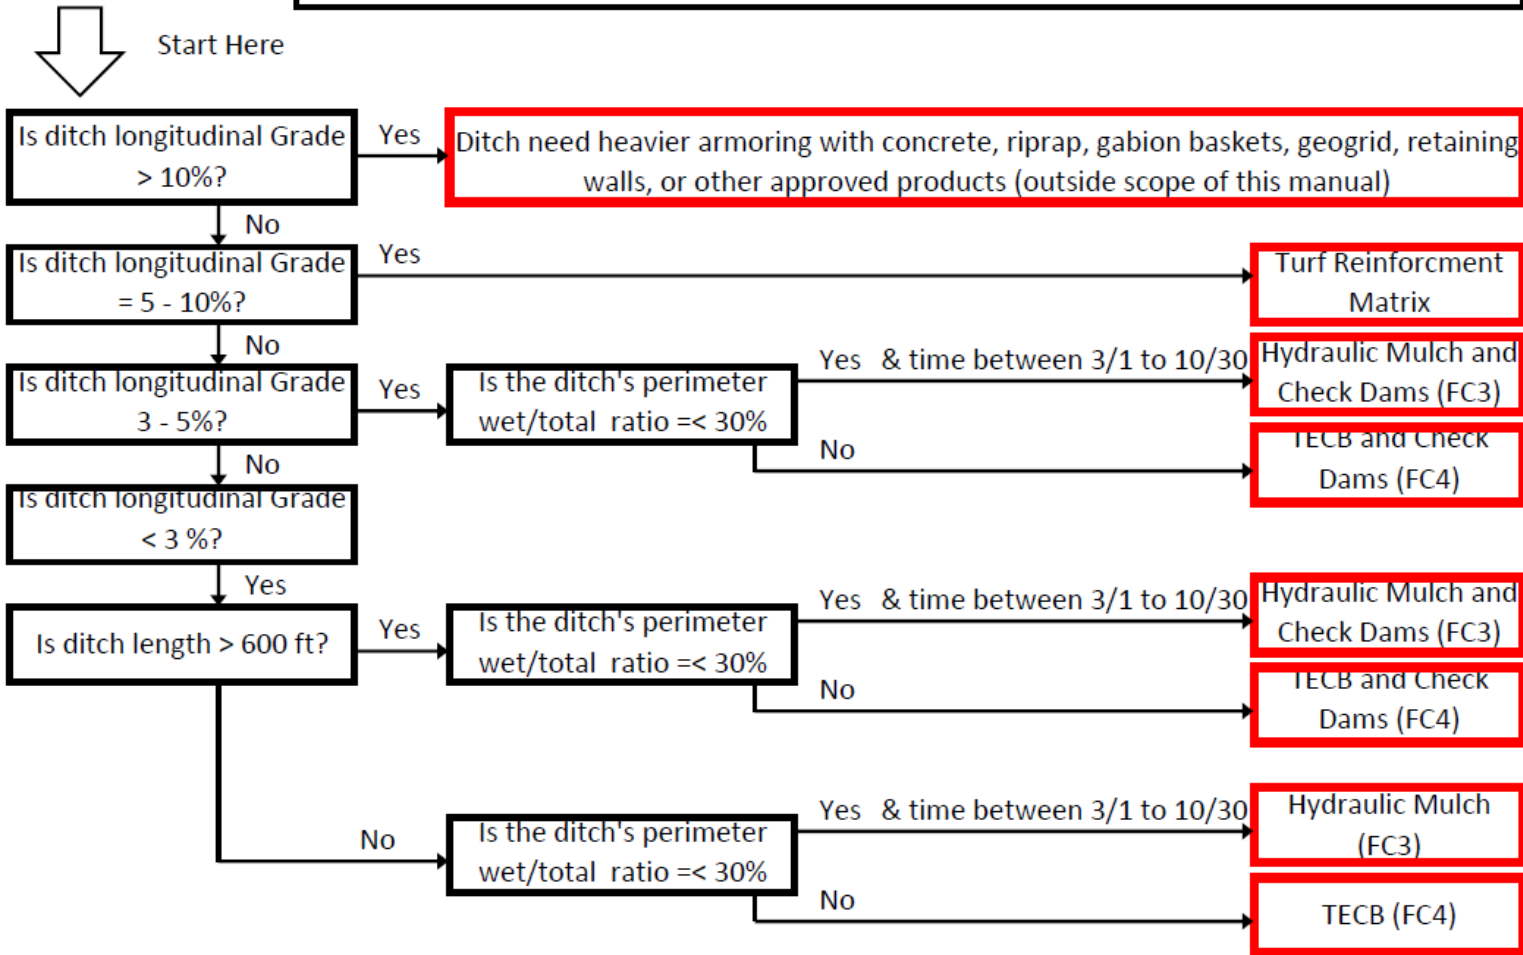 Start Here
Is ditch longitudinal Grade
> 10%?
Yes
Ditch need heavier armoring with concrete, riprap, gabion baskets, geogrid, retaining
walls, or other approved products (outside scope of this manual)
No
Is ditch longitudinal Grade
= 5 - 10%?
Yes
Turf Reinforcment
Matrix
No
Is ditch longitudinal Grade
3 - 5%?
Yes
Is the ditch's perimeter
wet/total ratio =< 30%
Yes & time between 3/1 to 10/30
Hydraulic Mulch and
Check Dams (FC3)
No
TECB and Check
Dams (FC4)
No
Is ditch longitudinal Grade
< 3 %?
Yes
Is ditch length > 600 ft?
Yes
Is the ditch's perimeter
wet/total ratio =< 30%
Yes & time between 3/1 to 10/30
Hydraulic Mulch and
Check Dams (FC3)
No
TECB and Check
Dams (FC4)
No
Is the ditch's perimeter
wet/total ratio =< 30%
Yes & time between 3/1 to 10/30
Hydraulic Mulch
(FC3)
No
TECB (FC4)